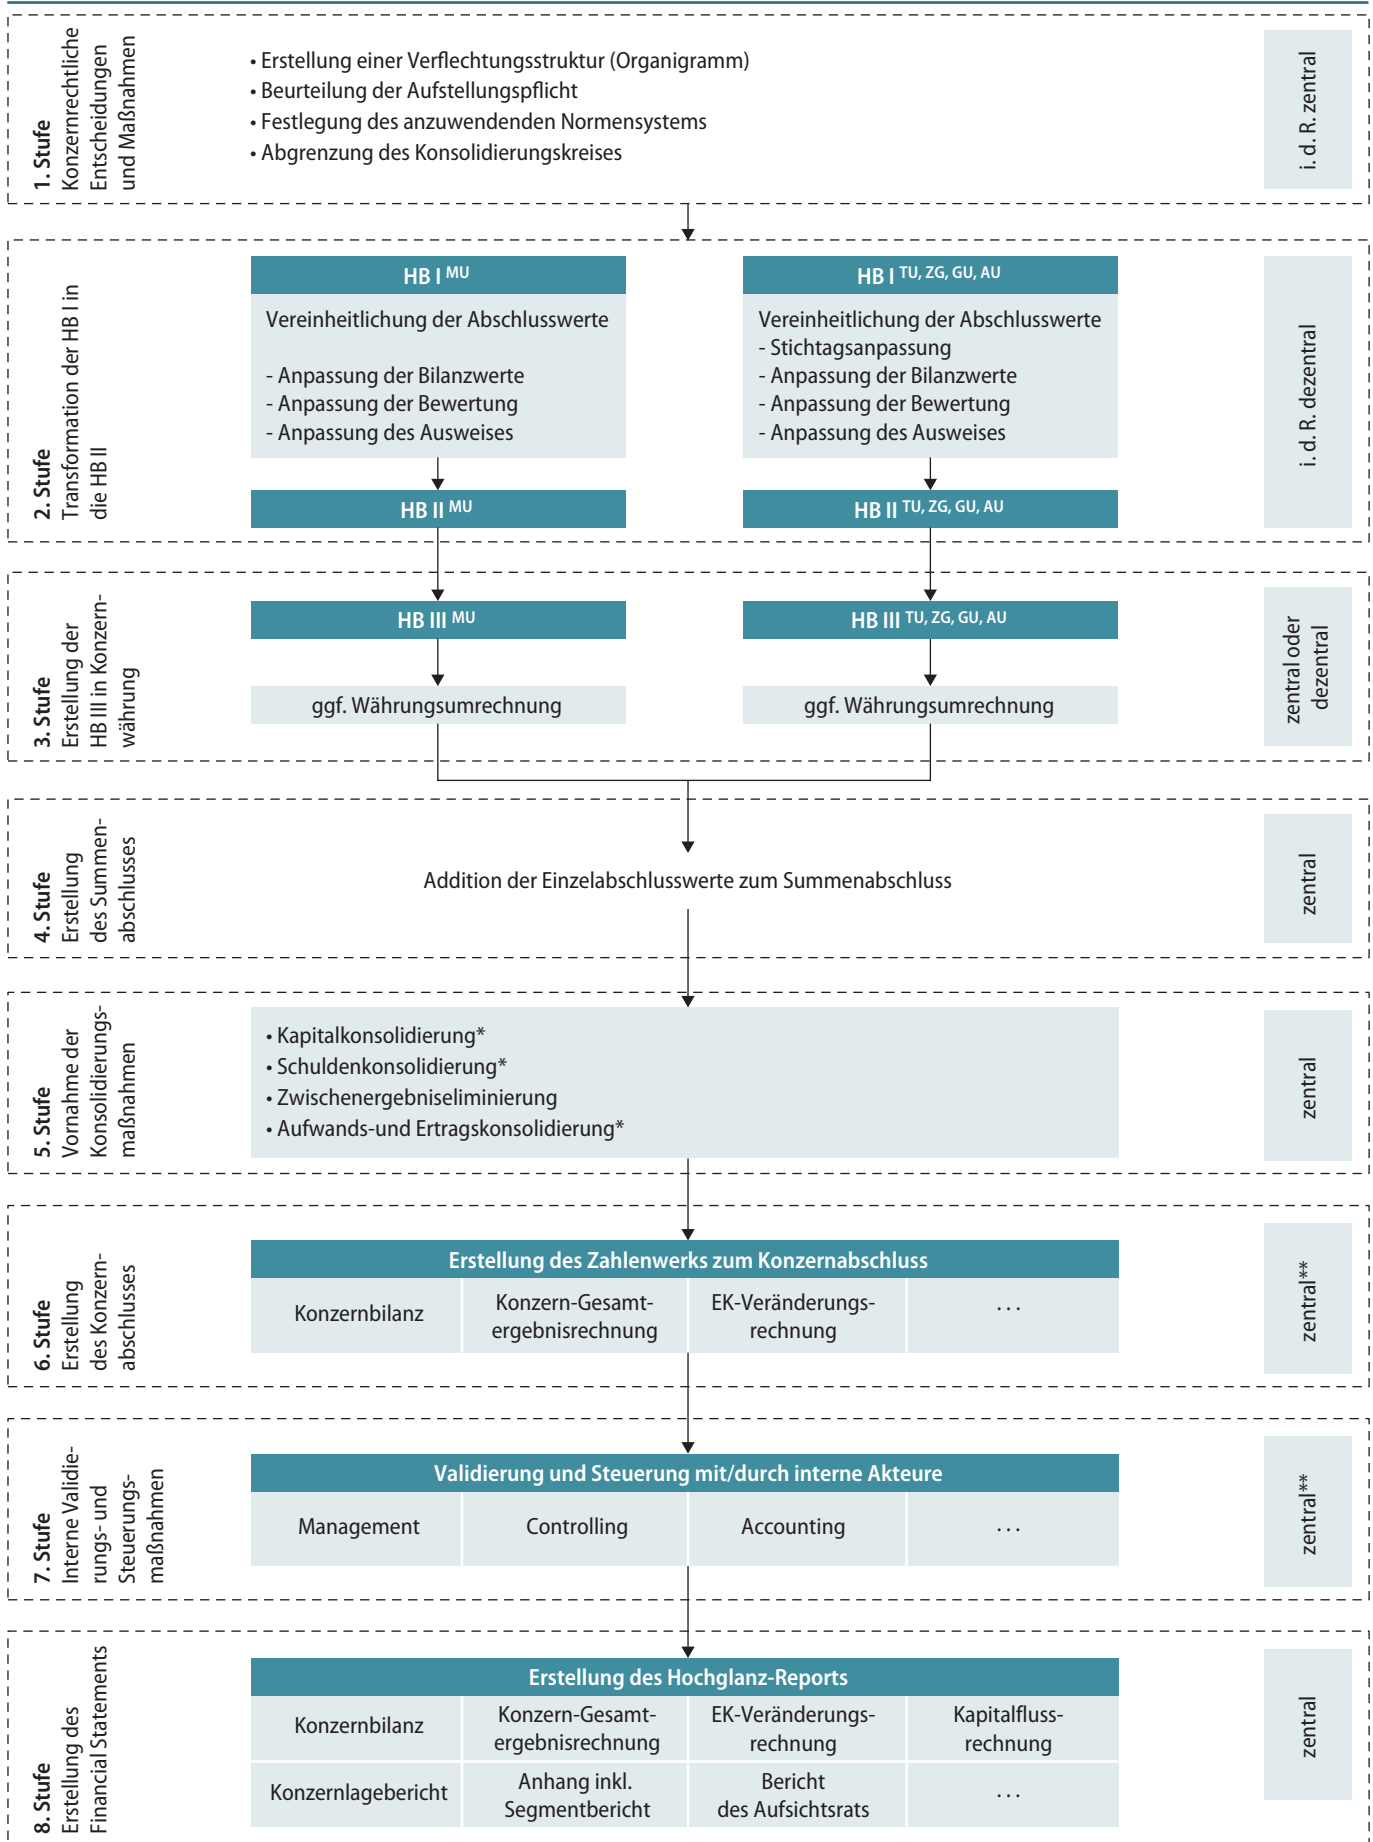 1. Stufe
Konzernrechtliche
Entscheidungen
und Maßnahmen
• Erstellung einer Verflechtungsstruktur (Organigramm)
• Beurteilung der Aufstellungspflicht
• Festlegung des anzuwendenden Normensystems
• Abgrenzung des Konsolidierungskreises
i. d. R. zentral
2. Stufe
Transformation der HB I in
die HB II
HB I MU
Vereinheitlichung der Abschlusswerte
- Anpassung der Bilanzwerte
- Anpassung der Bewertung
- Anpassung des Ausweises
HB II MU
HB I TU, ZG, GU, AU
Vereinheitlichung der Abschlusswerte
- Stichtagsanpassung
- Anpassung der Bilanzwerte
- Anpassung der Bewertung
- Anpassung des Ausweises
HB II TU, ZG, GU, AU
i. d. R. dezentral
3. Stufe
Erstellung der
HB III in Konzern-
währung
HB III MU
ggf. Währungsumrechnung
HB III TU, ZG, GU, AU
ggf. Währungsumrechnung
zentral oder
dezentral
4. Stufe
Erstellung
des Summen-
abschlusses
Addition der Einzelabschlusswerte zum Summenabschluss
zentral
5. Stufe
Vornahme der
Konsolidierungs-
maßnahmen
• Kapitalkonsolidierung*
• Schuldenkonsolidierung*
• Zwischenergebniseliminierung
• Aufwands-und Ertragskonsolidierung*
zentral
6. Stufe
Erstellung
des Konzern-
abschlusses
Erstellung des Zahlenwerks zum Konzernabschluss
Konzernbilanz
Konzern-Gesamt-
ergebnisrechnung
EK-Veränderungs-
rechnung
. . .
zentral**
7. Stufe
Interne Validie-
rungs- und
Steuerungs-
maßnahmen
Validierung und Steuerung mit/durch interne Akteure
Management
Controlling
Accounting
. . .
zentral**
8. Stufe
Erstellung des
Financial Statements
Erstellung des Hochglanz-Reports
Konzernbilanz
Konzern-Gesamt-
ergebnisrechnung
EK-Veränderungs-
rechnung
Kapitalfluss-
rechnung
Konzernlagebericht
Anhang inkl.
Segmentbericht
Bericht
des Aufsichtsrats
. . .
zentral